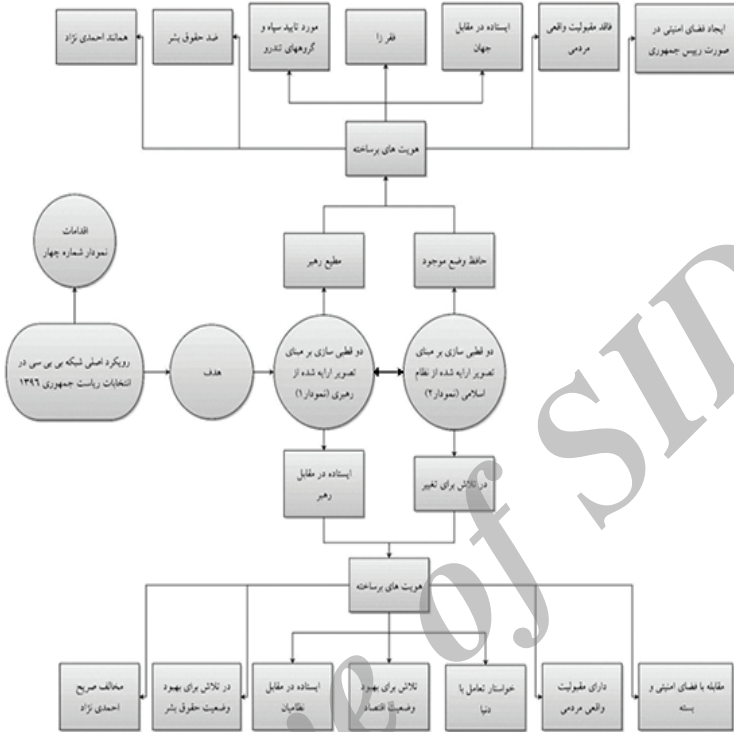 ایجاد فضای امنیتی در
صورت رییس جمهوری
فاقد مقبولیت واقعی
مردمی
ایستاده در مقابل
جهان
فقر زا
مورد تایید سپاه و
گروههای تندرو
ضد حقوق بشر
همانند احمدی نژاد
هویت های برساخته
اقدامات
نمودار شماره چهار
مطیع رهبر
حافظ وضع موجود
رویکرد اصلی شبکه بی بی سی در
انتخابات ریاست جمهوری ۱۳۹۶
هدف
دو قطبی سازی بر مبنای
تصویر ارایه شده از
رهبری (نمودار۱)
دو قطبی سازی بر مبنای
تصویر ارایه شده از نظام
اسلامی (نمودار۲)
ایستاده در مقابل
رهبر
در تلاش برای تغییر
هویت های برساخته
مقابله با فضای امنیتی و
بسته
دارای مقبولیت
واقعی مردمی
خواستار تعامل با
دنیا
تلاش برای بهبود
وضعیت اقتصاد
ایستاده در مقابل
نظامیان
در تلاش برای بهبود
وضعیت حقوق بشر
مخالف صریح
احمدی نژاد
of SID